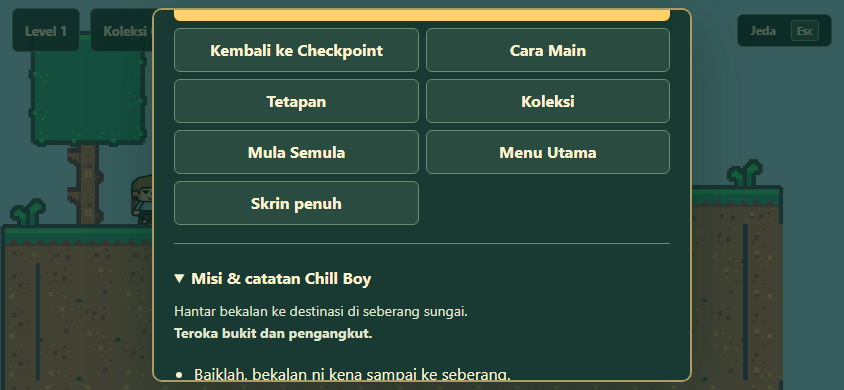 Level 1
Koleksi
Jeda Esc
Kembali ke Checkpoint
Cara Main
Tetapan
Koleksi
Mula Semula
Menu Utama
Skrin penuh
▼ Misi & catatan Chill Boy
Hantar bekalan ke destinasi di seberang sungai.
Teroka bukit dan pengangkut.
• Baiklah, bekalan ni kena sampai ke seberang.